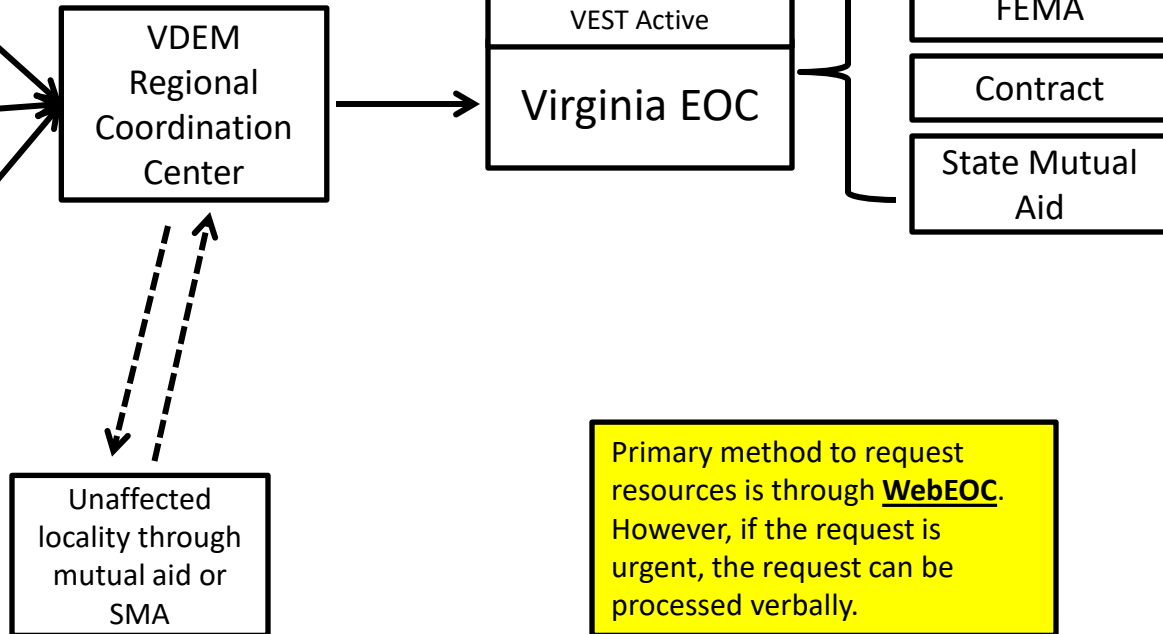 VDEM
Regional
Coordination
Center
VEST Active
Virginia EOC
FEMA
Contract
State Mutual
Aid
Unaffected
locality through
mutual aid or
SMA
Primary method to request
resources is through WebEOC.
However, if the request is
urgent, the request can be
processed verbally.